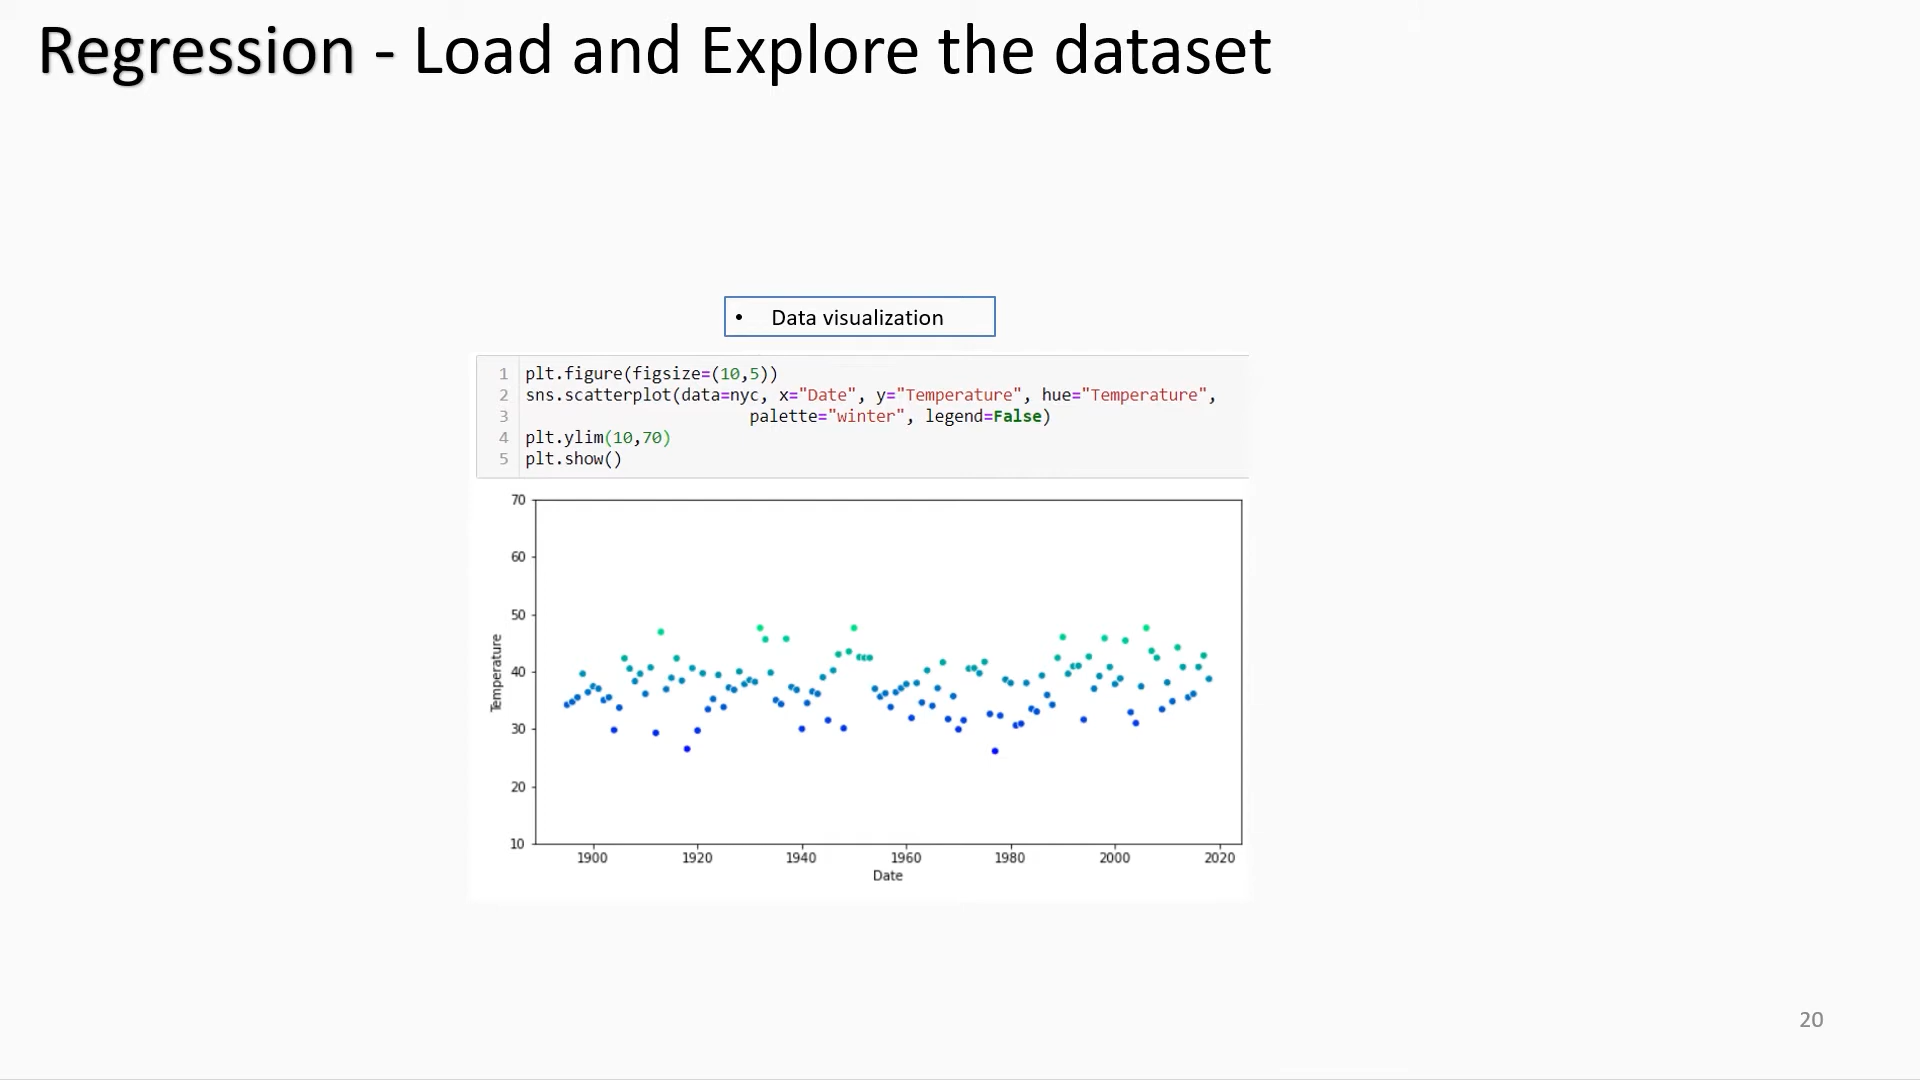 Regression - Load and Explore the dataset
• Data visualization
1 plt.figure(figsize=(10,5))
2 sns.scatterplot(data=nyc, x="Date", y="Temperature", hue="Temperature",
3 palette="winter", legend=False)
4 plt.ylim(10,70)
5 plt.show()
70
60
50
40
30
20
10
Temperature
1900 1920 1940 1960 1980 2000 2020
Date
20